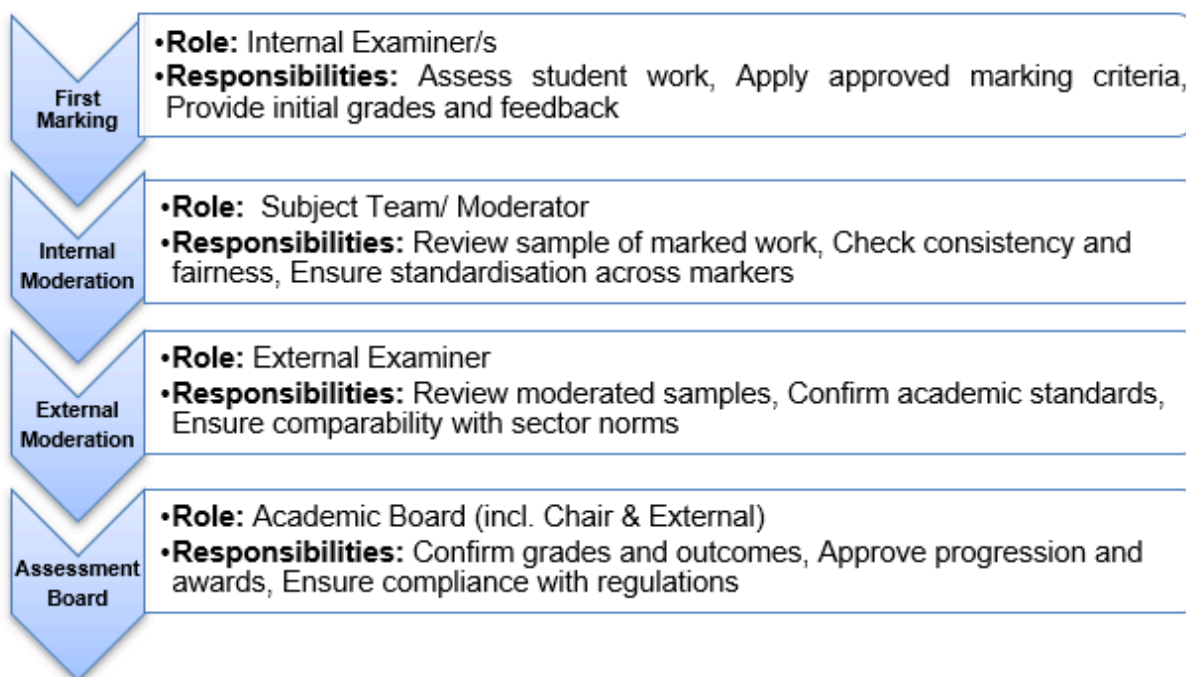 First
Marking
•Role: Internal Examiner/s
•Responsibilities: Assess student work, Apply approved marking criteria,
Provide initial grades and feedback
Internal
Moderation
•Role: Subject Team/ Moderator
•Responsibilities: Review sample of marked work, Check consistency and
fairness, Ensure standardisation across markers
External
Moderation
•Role: External Examiner
•Responsibilities: Review moderated samples, Confirm academic standards,
Ensure comparability with sector norms
Assessment
Board
•Role: Academic Board (incl. Chair & External)
•Responsibilities: Confirm grades and outcomes, Approve progression and
awards, Ensure compliance with regulations